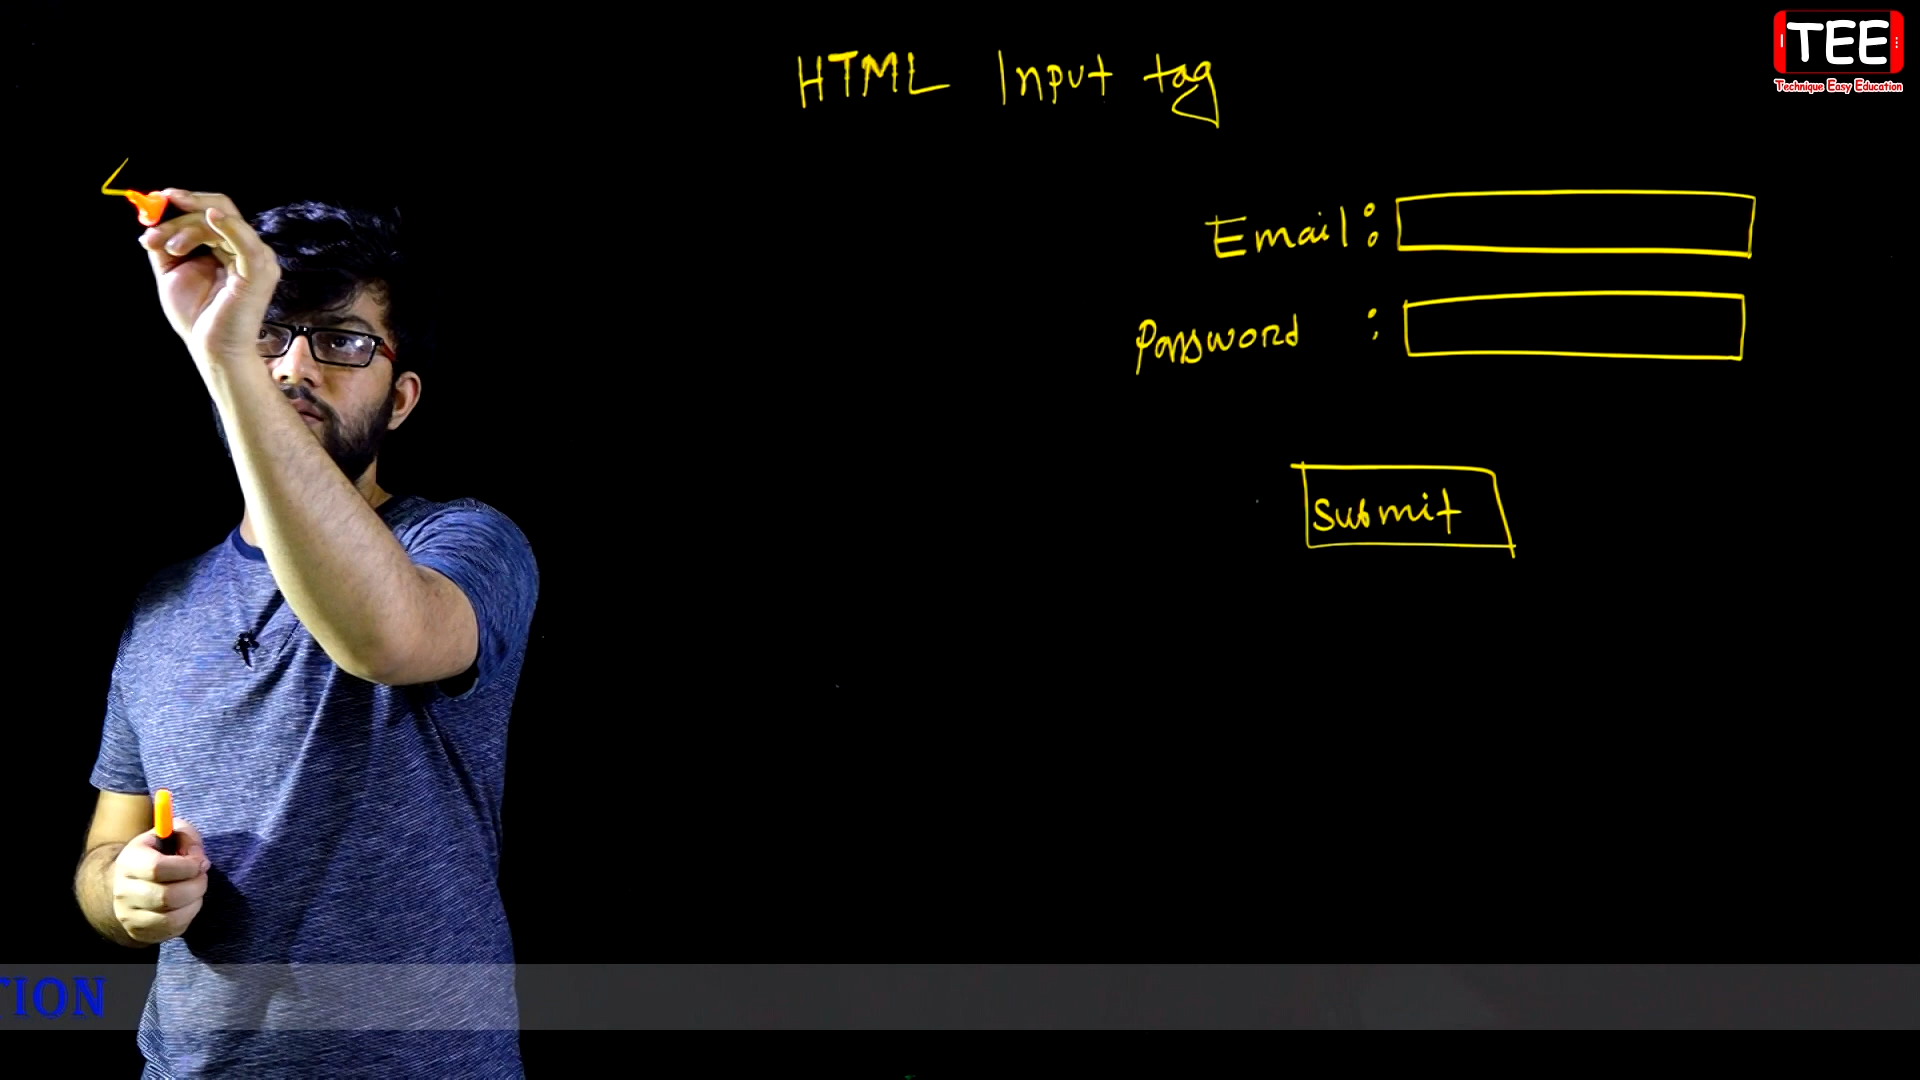 TEE
Technique Easy Education
HTML Input tag
Email:
Password :
Submit
TION